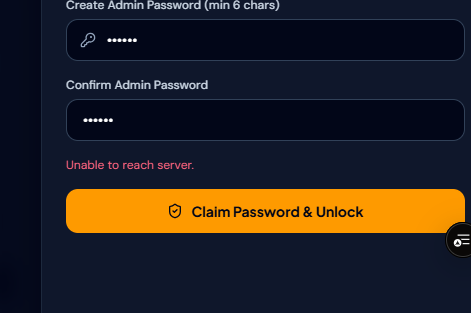 Create Admin Password (min 6 chars)
••••••
Confirm Admin Password
••••••
Unable to reach server.
Claim Password & Unlock